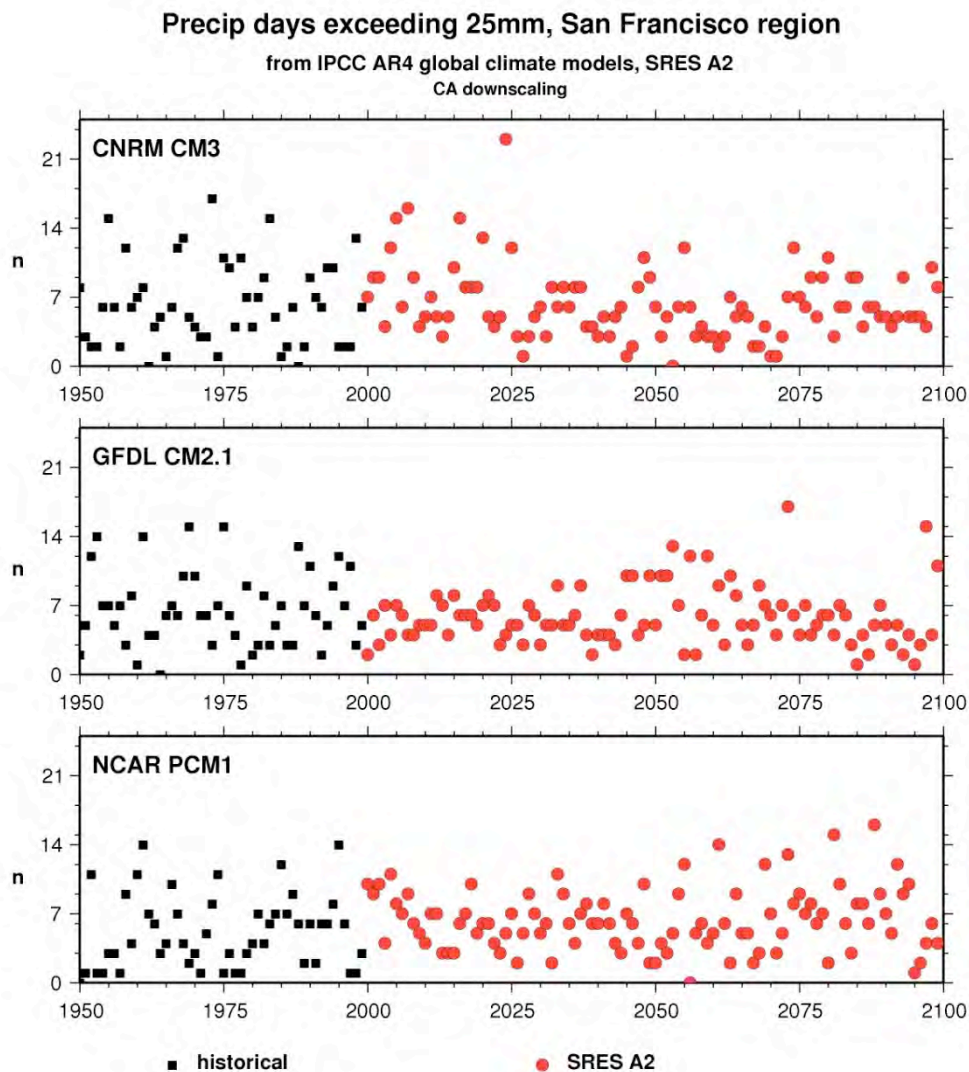 Precip days exceeding 25mm, San Francisco region
from IPCC AR4 global climate models, SRES A2
CA downscaling
CNRM CM3
21
14
n
7
0
1950 1975 2000 2025 2050 2075 2100
GFDL CM2.1
21
14
n
7
0
1950 1975 2000 2025 2050 2075 2100
NCAR PCM1
21
14
n
7
0
1950 1975 2000 2025 2050 2075 2100
historical SRES A2